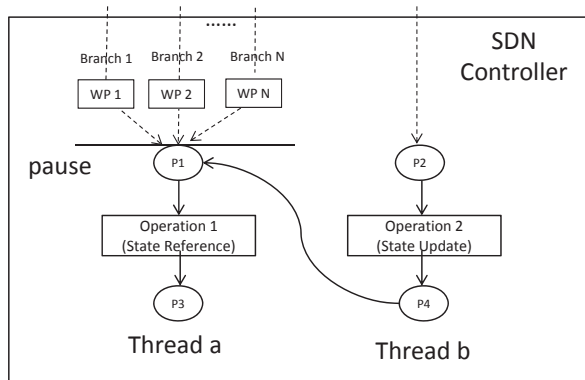 ......
SDN
Controller
Branch 1 Branch 2 Branch N
WP 1 WP 2 WP N
pause
P1 P2
Operation 1
(State Reference)
Operation 2
(State Update)
P3 P4
Thread a Thread b